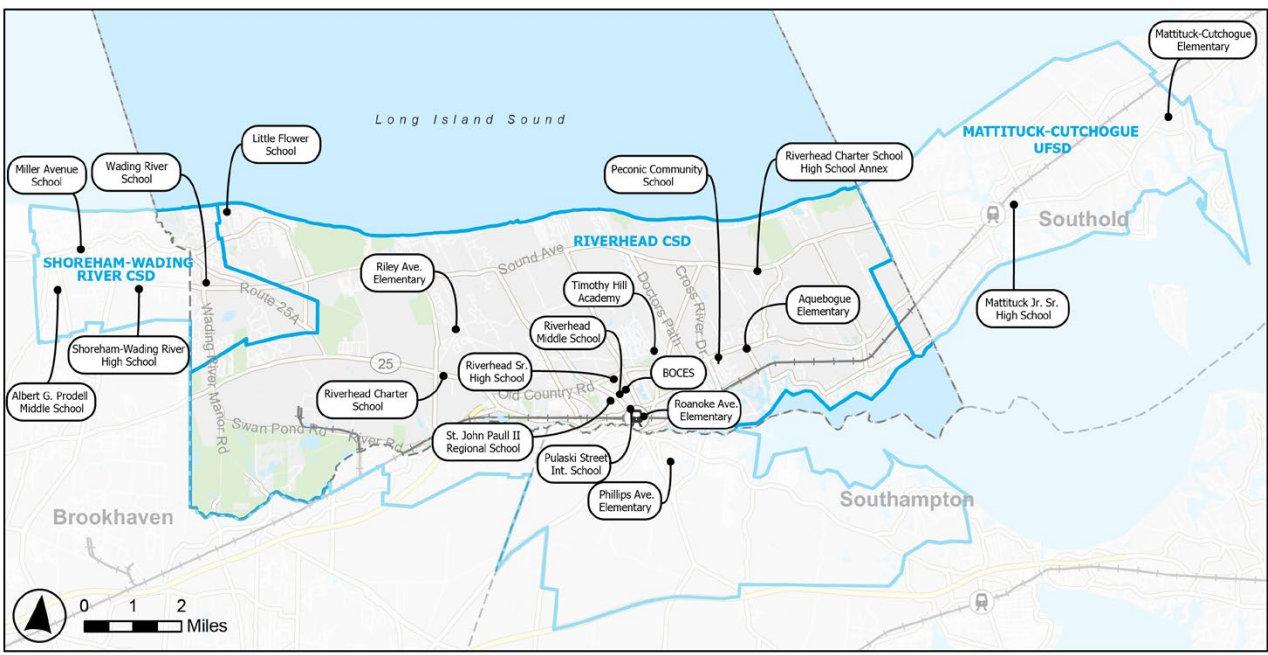 Mattituck-Cutchogue
Elementary
Long Island Sound
MATTITUCK-CUTCHOGUE
UFSD
Little Flower
School
Miller Avenue
School
Wading River
School
Peconic Community
School
Riverhead Charter School
High School Annex
Southold
RIVERHEAD CSD
SHOREHAM-WADING
RIVER CSD
Sound Ave
Riley Ave.
Elementary
Timothy Hill
Academy
Doctors Path
Cross River Dr
Aquebogue
Elementary
Mattituck Jr. Sr.
High School
Route 25A
Wading River Manor Rd
Riverhead
Middle School
Shoreham-Wading River
High School
25
Riverhead Sr.
High School
BOCES
Albert G. Prodell
Middle School
Riverhead Charter
School
Old Country Rd
Roanoke Ave.
Elementary
Swan Pond Rd
River Rd
St. John Paull II
Regional School
Pulaski Street
Int. School
Phillips Ave.
Elementary
Southampton
Brookhaven
0 1 2
Miles